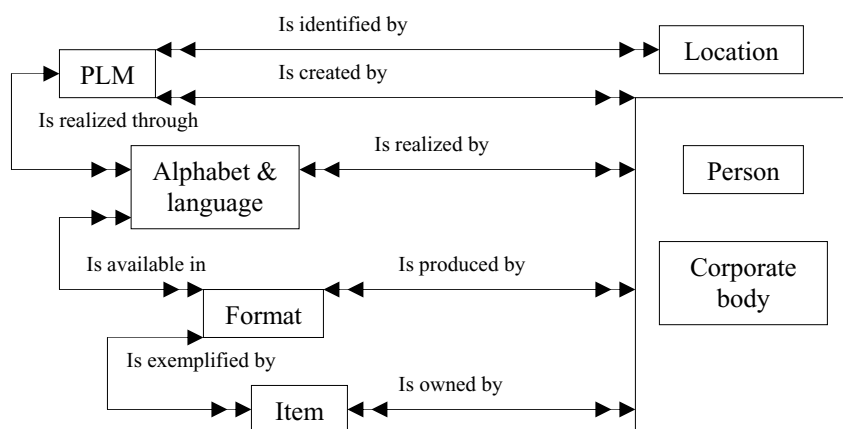 Is identified by
Location
PLM
Is created by
Is realized through
Is realized by
Alphabet &
language
Person
Is available in
Is produced by
Corporate
body
Format
Is exemplified by
Is owned by
Item